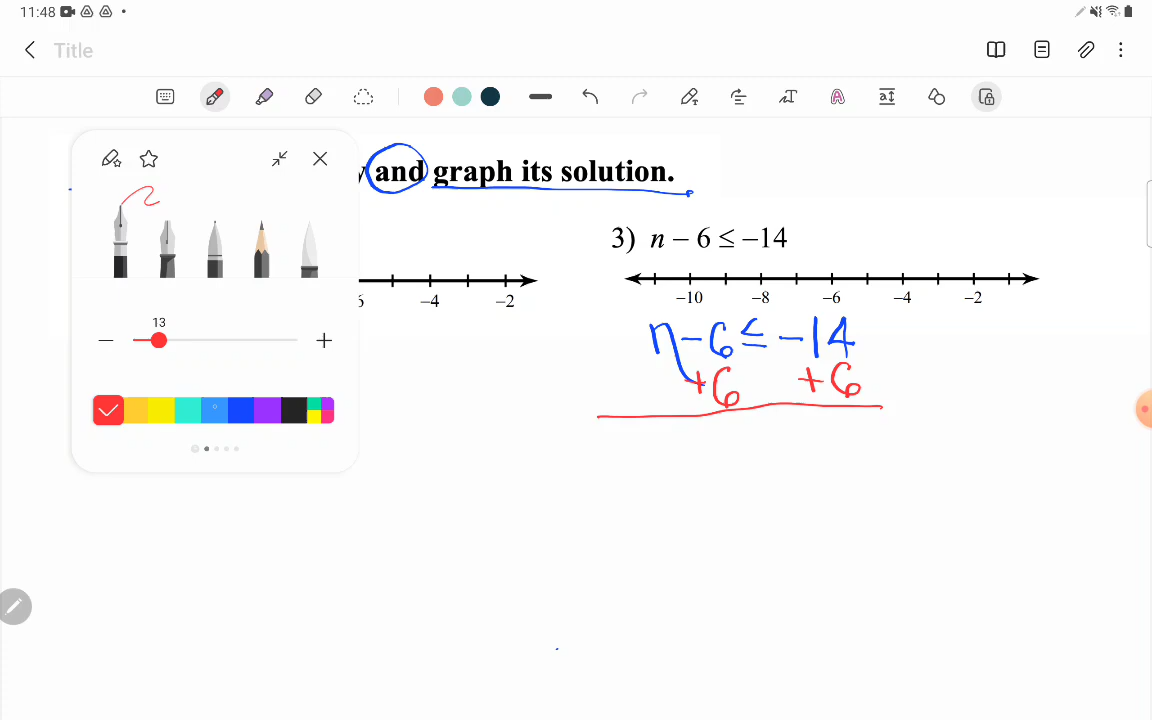 11:48
Title
y and graph its solution.
3) n − 6 ≤ −14
6 −4 −2
−10 −8 −6 −4 −2
13
n − 6 ≤ −14
+6 +6